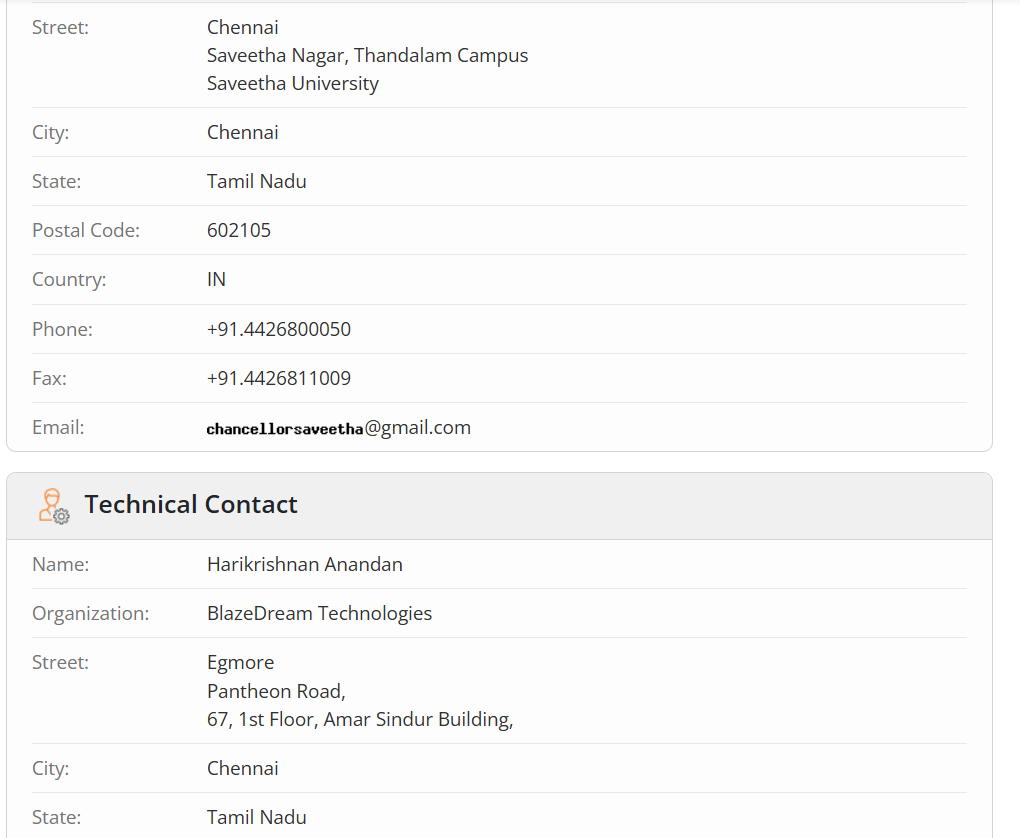 Street: Chennai
Saveetha Nagar, Thandalam Campus
Saveetha University
City: Chennai
State: Tamil Nadu
Postal Code: 602105
Country: IN
Phone: +91.4426800050
Fax: +91.4426811009
Email: chancellorsaveetha@gmail.com
Technical Contact
Name: Harikrishnan Anandan
Organization: BlazeDream Technologies
Street: Egmore
Pantheon Road,
67, 1st Floor, Amar Sindur Building,
City: Chennai
State: Tamil Nadu